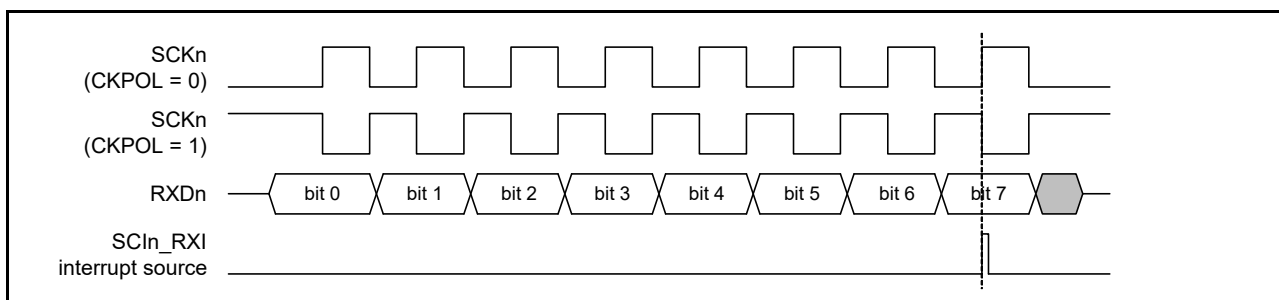 SCKn
(CKPOL = 0)
SCKn
(CKPOL = 1)
RXDn
bit 0 bit 1 bit 2 bit 3 bit 4 bit 5 bit 6 bit 7
SCIn_RXI
interrupt source